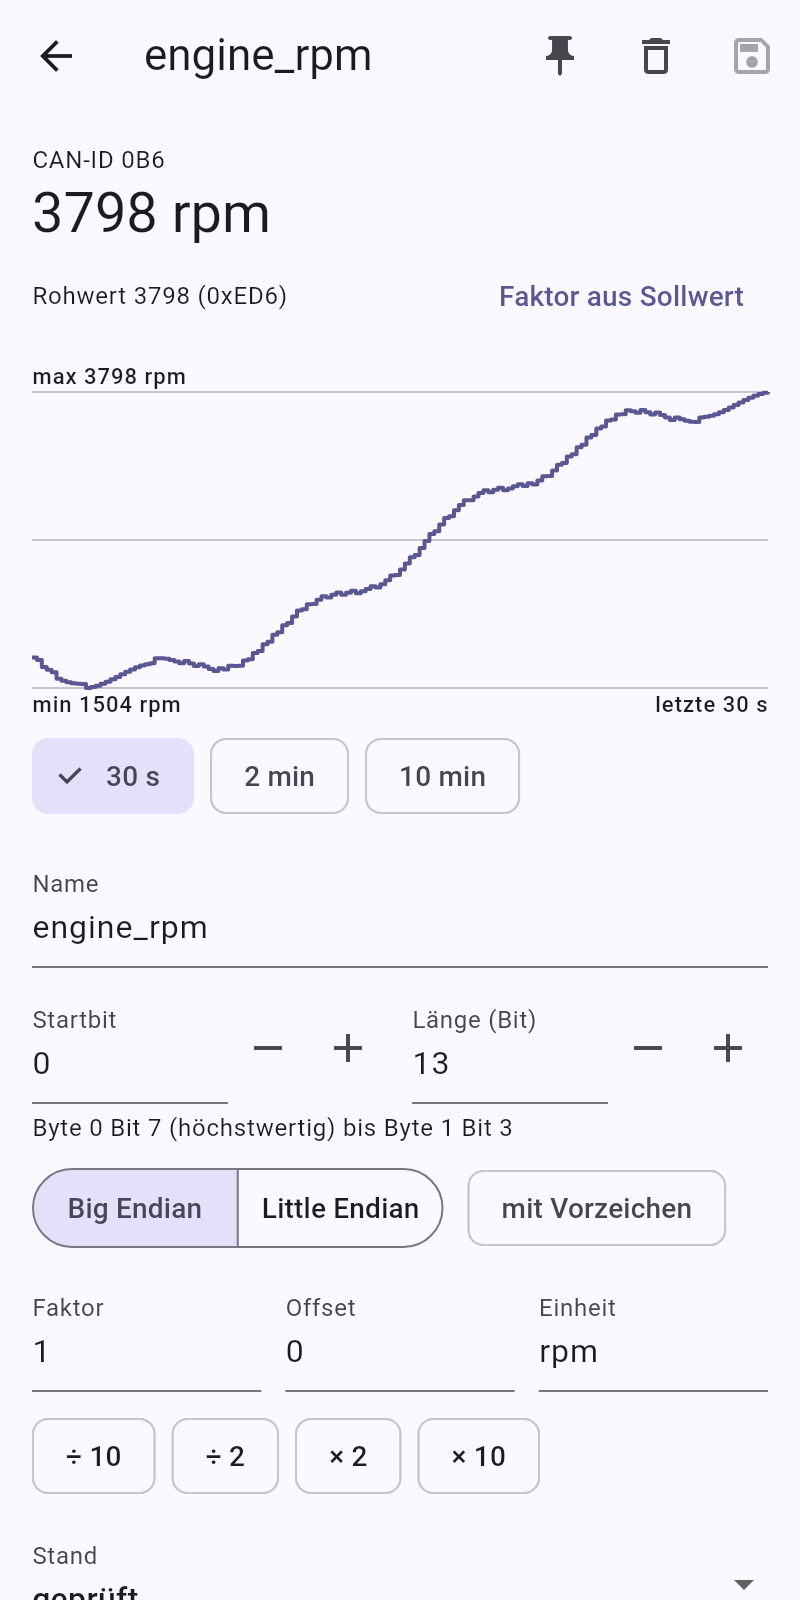 engine_rpm
CAN-ID 0B6
3798 rpm
Rohwert 3798 (0xED6)
Faktor aus Sollwert
max 3798 rpm
min 1504 rpm
letzte 30 s
30 s
2 min
10 min
Name
engine_rpm
Startbit
Länge (Bit)
0
13
Byte 0 Bit 7 (höchstwertig) bis Byte 1 Bit 3
Big Endian
Little Endian
mit Vorzeichen
Faktor
Offset
Einheit
1
0
rpm
÷ 10
÷ 2
× 2
× 10
Stand
geprüft